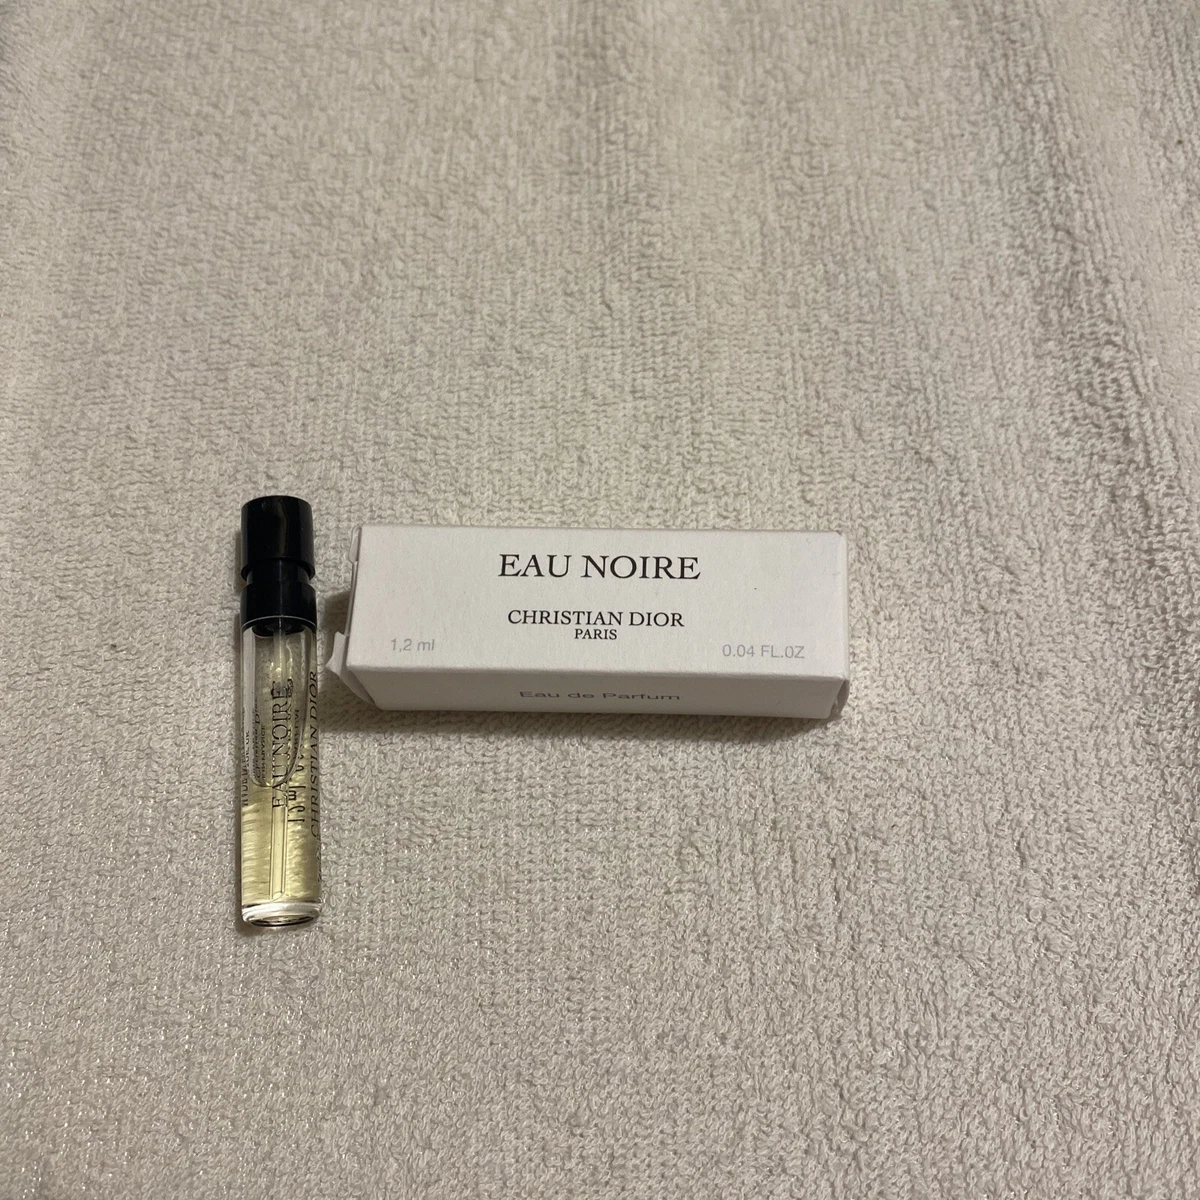 EAU NOIRE
CHRISTIAN DIOR
PARIS
1,2 ml
0.04 FL.OZ
Eau de Parfum
EAU NOIRE
CHRISTIAN DIOR